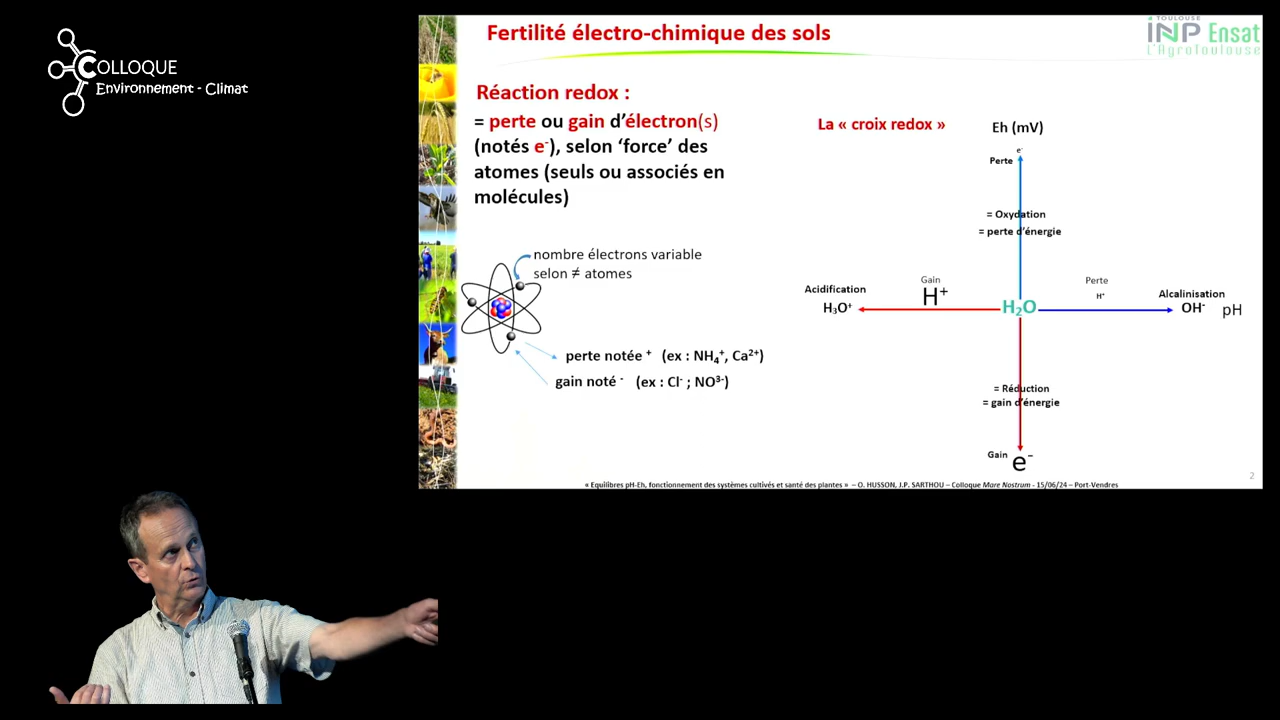 COLLOQUE
Environnement - Climat
Fertilité électro-chimique des sols
TOULOUSE
INP Ensat
L'AgroToulouse
Réaction redox :
= perte ou gain d'électron(s)
(notés e⁻), selon 'force' des
atomes (seuls ou associés en
molécules)
nombre électrons variable
selon ≠ atomes
perte notée ⁺ (ex : NH₄⁺, Ca²⁺)
gain noté ⁻ (ex : Cl⁻ ; NO³⁻)
La « croix redox »
Eh (mV)
e⁻
Perte
= Oxydation
= perte d'énergie
Acidification
H₃O⁺
Gain
H⁺
H₂O
Perte
H⁺
Alcalinisation
OH⁻
pH
= Réduction
= gain d'énergie
Gain
e⁻
« Equilibres pH-Eh, fonctionnement des systèmes cultivés et santé des plantes » – O. HUSSON, J.P. SARTHOU – Colloque Mare Nostrum - 15/06/24 – Port-Vendres
2